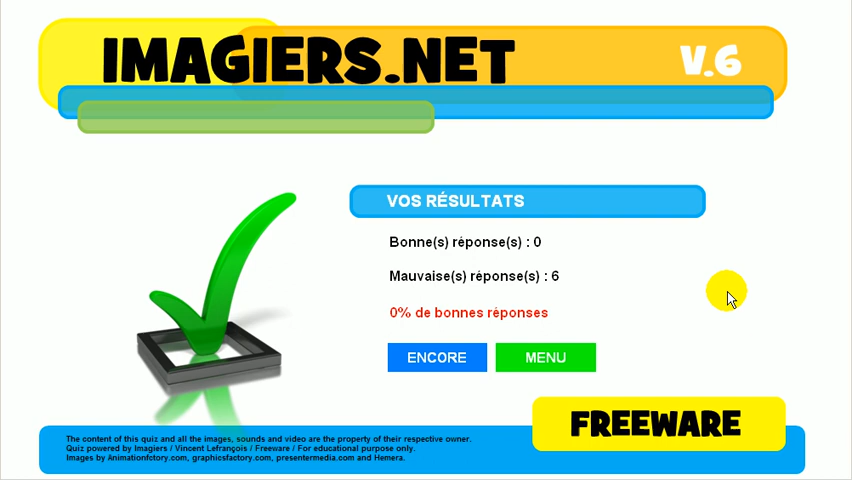 IMAGIERS.NET
V.6
VOS RÉSULTATS
Bonne(s) réponse(s) : 0
Mauvaise(s) réponse(s) : 6
0% de bonnes réponses
ENCORE
MENU
FREEWARE
The content of this quiz and all the images, sounds and video are the property of their respective owner.
Quiz powered by Imagiers / Vincent Lefrançois / Freeware / For educational purpose only.
Images by Animationfctory.com, graphicsfactory.com, presentermedia.com and Hemera.